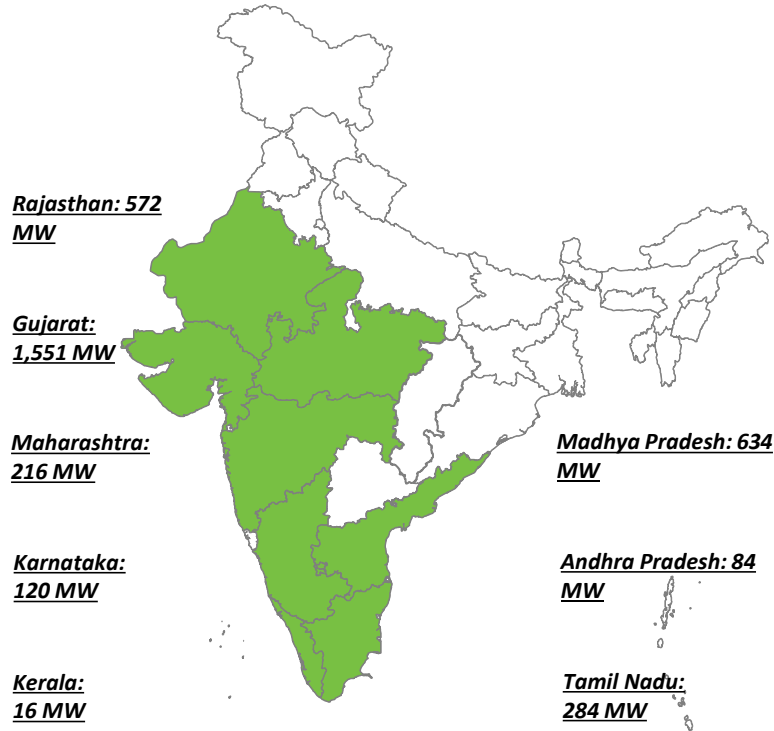 Rajasthan: 572
MW
Gujarat:
1,551 MW
Maharashtra:
216 MW
Madhya Pradesh: 634
MW
Karnataka:
120 MW
Andhra Pradesh: 84
MW
Kerala:
16 MW
Tamil Nadu:
284 MW